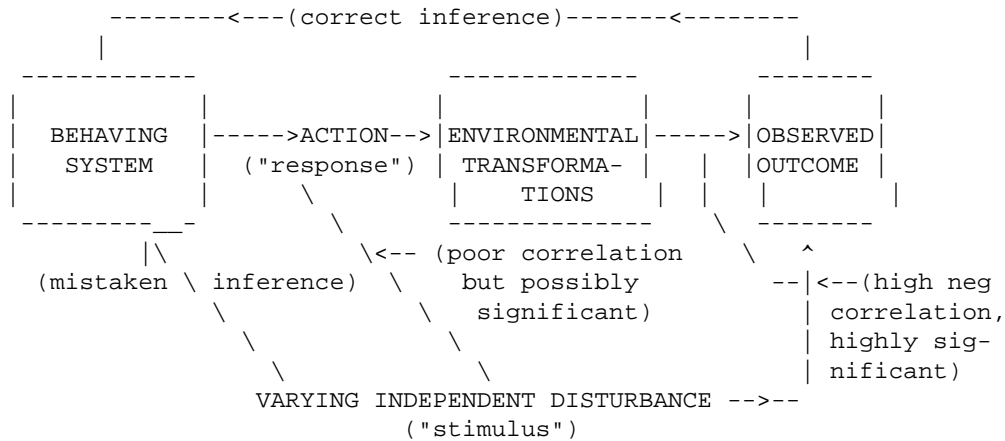 (correct inference)
BEHAVING ACTION ENVIRONMENTAL OBSERVED
SYSTEM ("response") TRANSFORMA- OUTCOME
TIONS
(poor correlation
(mistaken inference) but possibly (high neg
significant) correlation,
highly sig-
nificant)
VARYING INDEPENDENT DISTURBANCE
("stimulus")